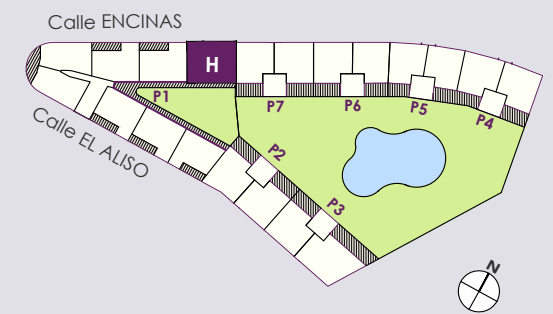 Calle ENCINAS
H
P1
P7
P6
P5
P4
Calle EL ALISO
P2
P3
N